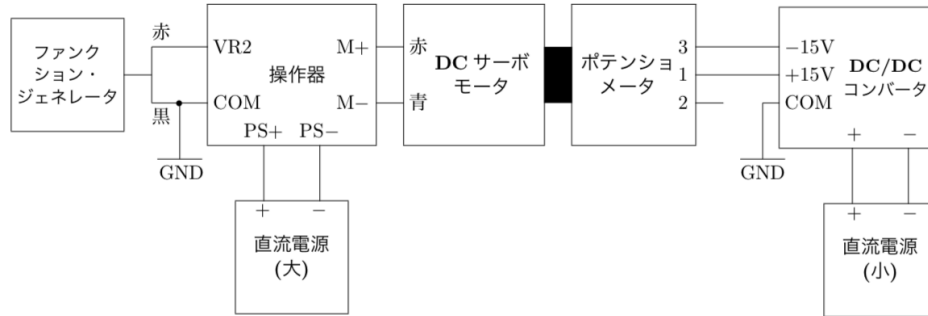 ファンク
ション・
ジェネレータ
赤
黒
VR2
COM
操作器
M+
M−
PS+ PS−
GND
+ −
直流電源
(大)
赤
青
DC サーボ
モータ
ポテンショ
メータ
3
1
2
−15V
+15V
COM
DC/DC
コンバータ
+ −
GND
+ −
直流電源
(小)